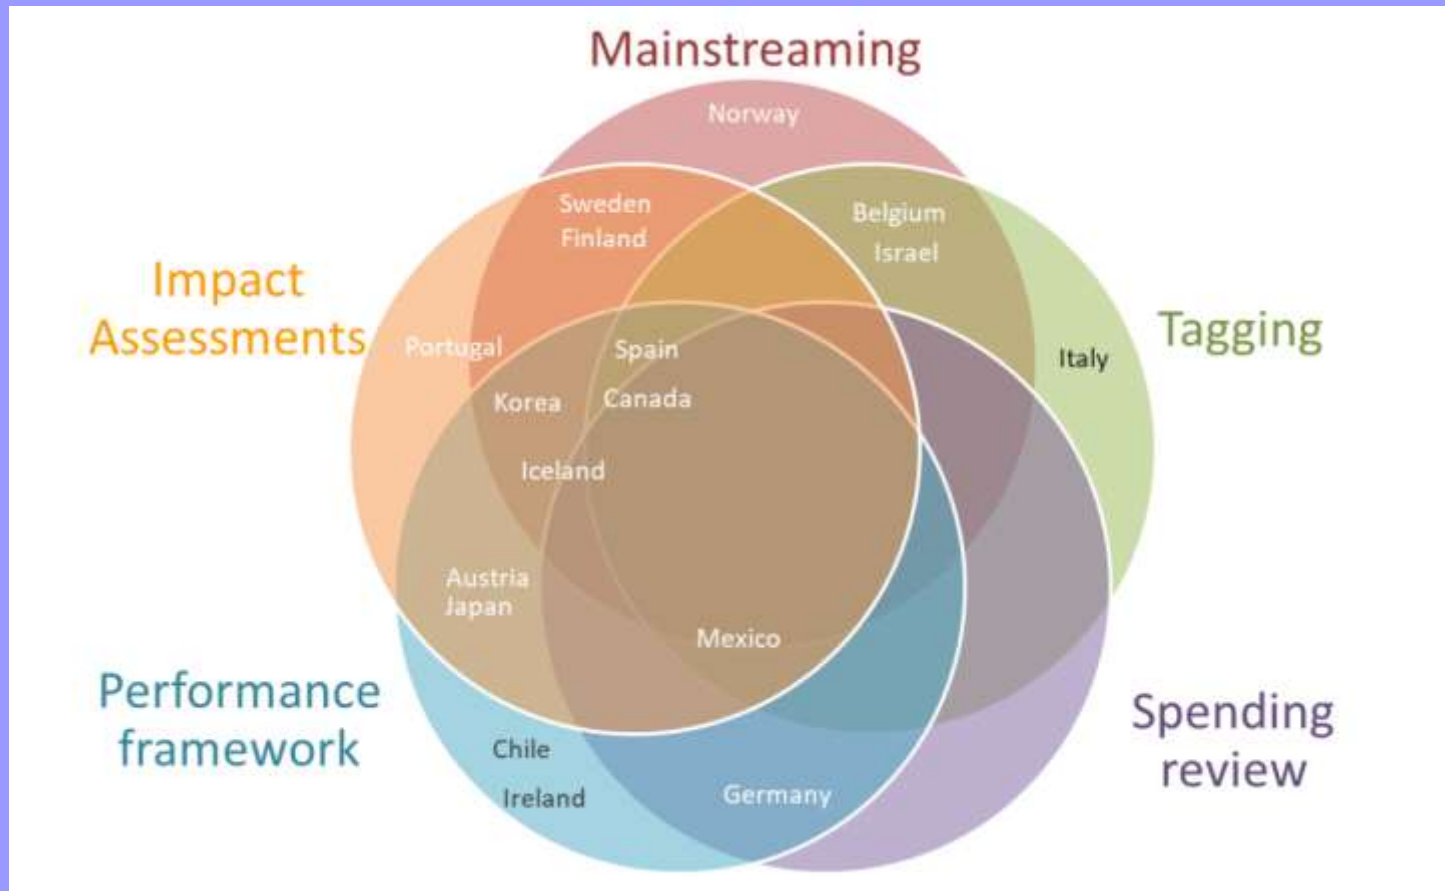 Mainstreaming
Norway
Sweden
Finland
Belgium
Israel
Impact
Assessments
Tagging
Portugal
Spain
Italy
Korea
Canada
Iceland
Austria
Japan
Mexico
Performance
framework
Spending
review
Chile
Ireland
Germany